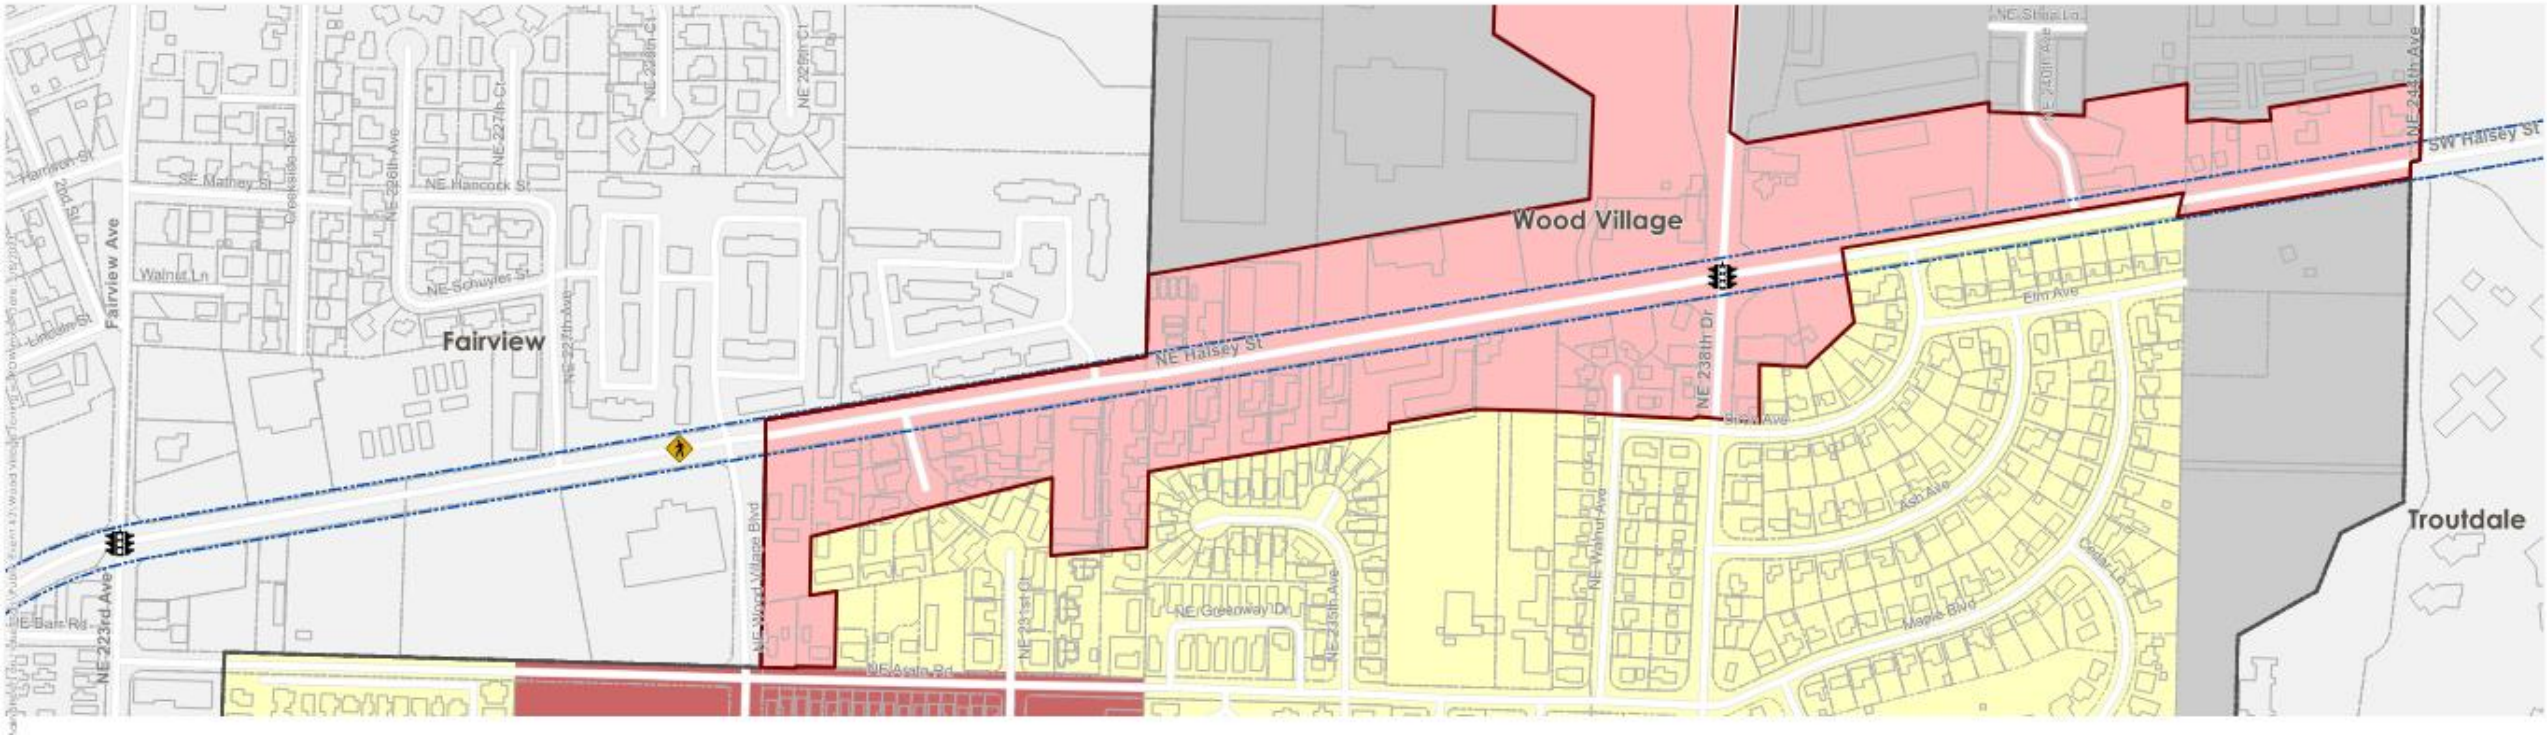 NE Shea Ln
NE 228th Ct
NE 229th Ct
NE 244th Ave
NE 240th Ave
NE 227th Ct
SW Halsey St
Harrison St
SE Matney St
NE Hancock St
NE 226th Ave
Creekside Ter
2nd St
Wood Village
Fairview Ave
Walnut Ln
NE Schuyler St
Elm Ave
Lincoln St
Fairview
NE 227th Ave
NE Halsey St
NE 238th Dr
Birch Ave
Ash Ave
Troutdale
NE Wood Village Blvd
NE Walnut Ave
Cedar Ln
NE 223rd Ave
NE Barr Rd
NE 231st Ct
NE Greenway Dr
NE 235th Ave
Maple Blvd
NE Arata Rd